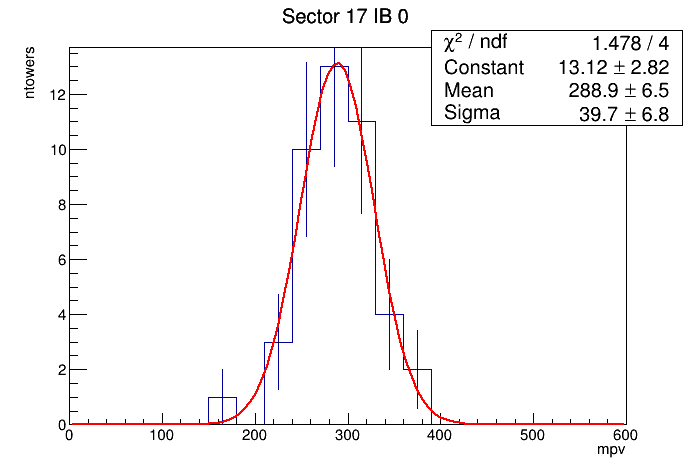 Sector 17 IB 0
χ² / ndf 1.478 / 4
Constant 13.12 ± 2.82
Mean 288.9 ± 6.5
Sigma 39.7 ± 6.8
ntowers
12
10
8
6
4
2
0
0 100 200 300 400 500 600
mpv